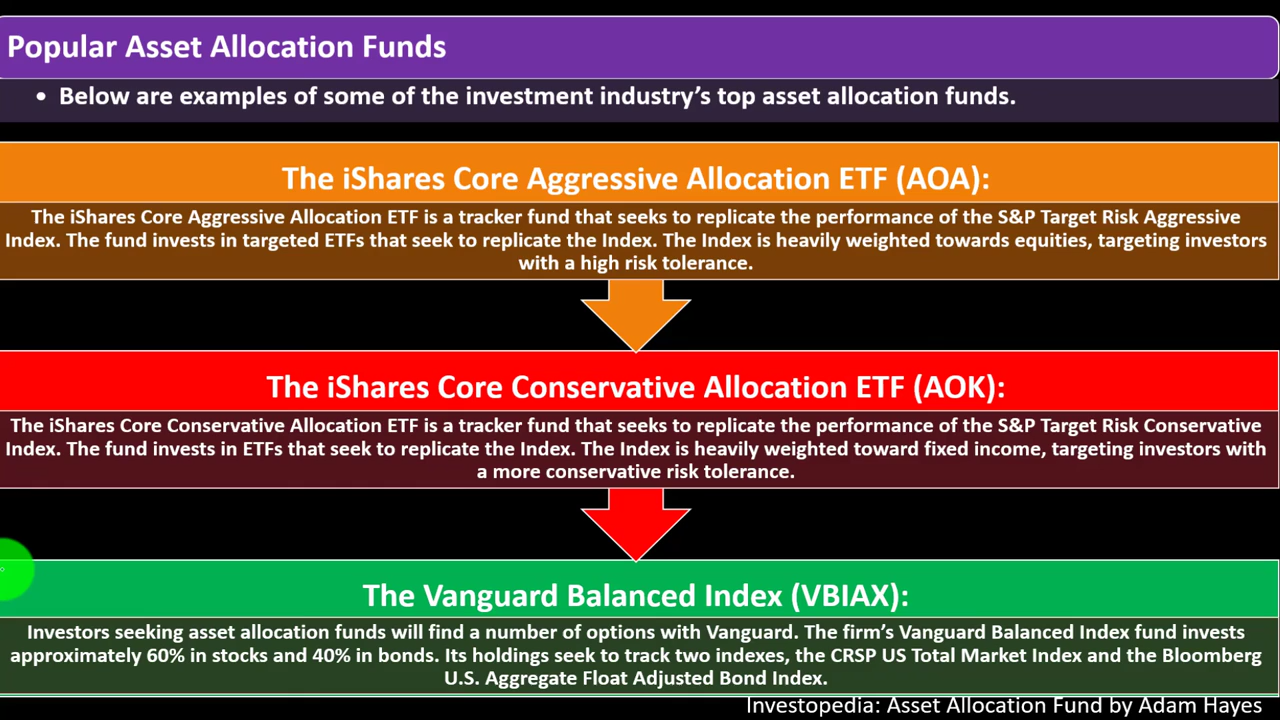 Popular Asset Allocation Funds
• Below are examples of some of the investment industry's top asset allocation funds.
The iShares Core Aggressive Allocation ETF (AOA):
The iShares Core Aggressive Allocation ETF is a tracker fund that seeks to replicate the performance of the S&P Target Risk Aggressive
Index. The fund invests in targeted ETFs that seek to replicate the Index. The Index is heavily weighted towards equities, targeting investors
with a high risk tolerance.
The iShares Core Conservative Allocation ETF (AOK):
The iShares Core Conservative Allocation ETF is a tracker fund that seeks to replicate the performance of the S&P Target Risk Conservative
Index. The fund invests in ETFs that seek to replicate the Index. The Index is heavily weighted toward fixed income, targeting investors with
a more conservative risk tolerance.
The Vanguard Balanced Index (VBIAX):
Investors seeking asset allocation funds will find a number of options with Vanguard. The firm's Vanguard Balanced Index fund invests
approximately 60% in stocks and 40% in bonds. Its holdings seek to track two indexes, the CRSP US Total Market Index and the Bloomberg
U.S. Aggregate Float Adjusted Bond Index.
Investopedia: Asset Allocation Fund by Adam Hayes